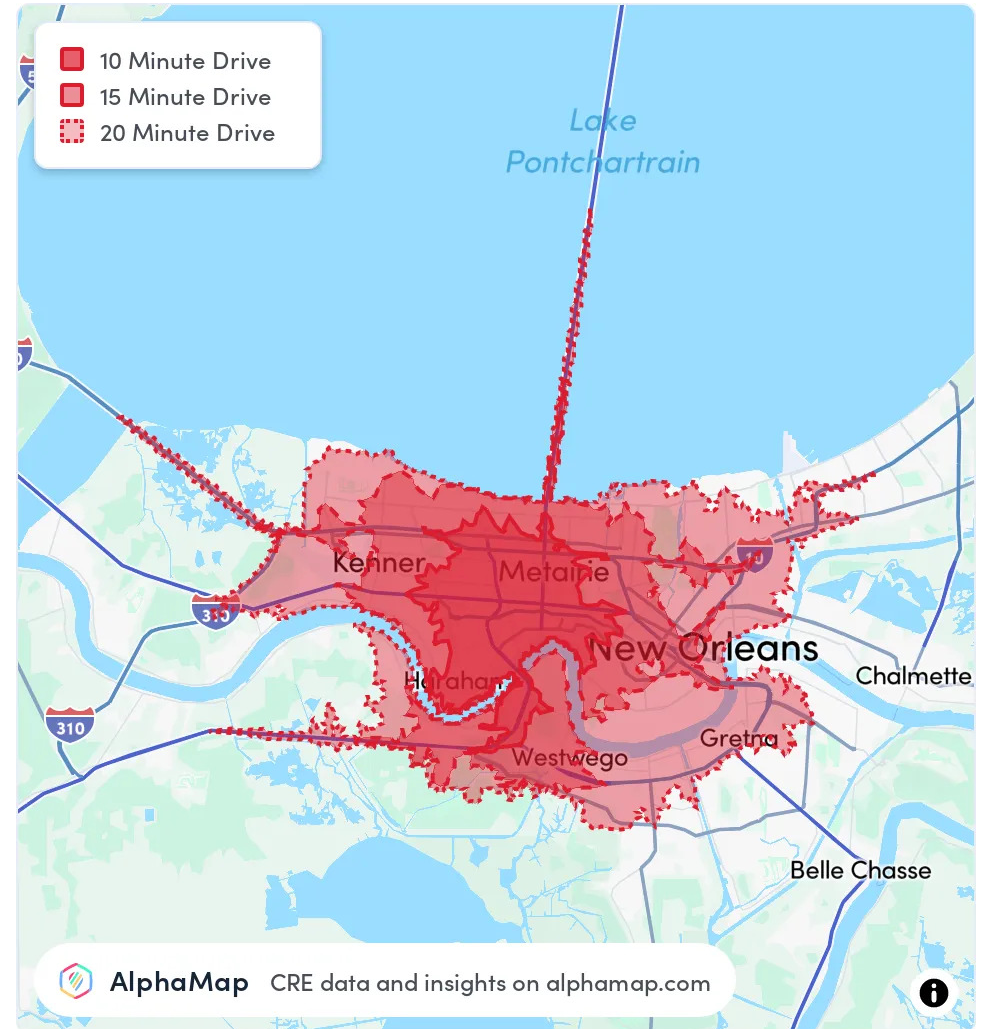 10 Minute Drive
15 Minute Drive
20 Minute Drive
Lake
Pontchartrain
Kenner
Metairie
10
310
New Orleans
Harahan
Chalmette
310
Gretna
Westwego
Belle Chasse
AlphaMap CRE data and insights on alphamap.com